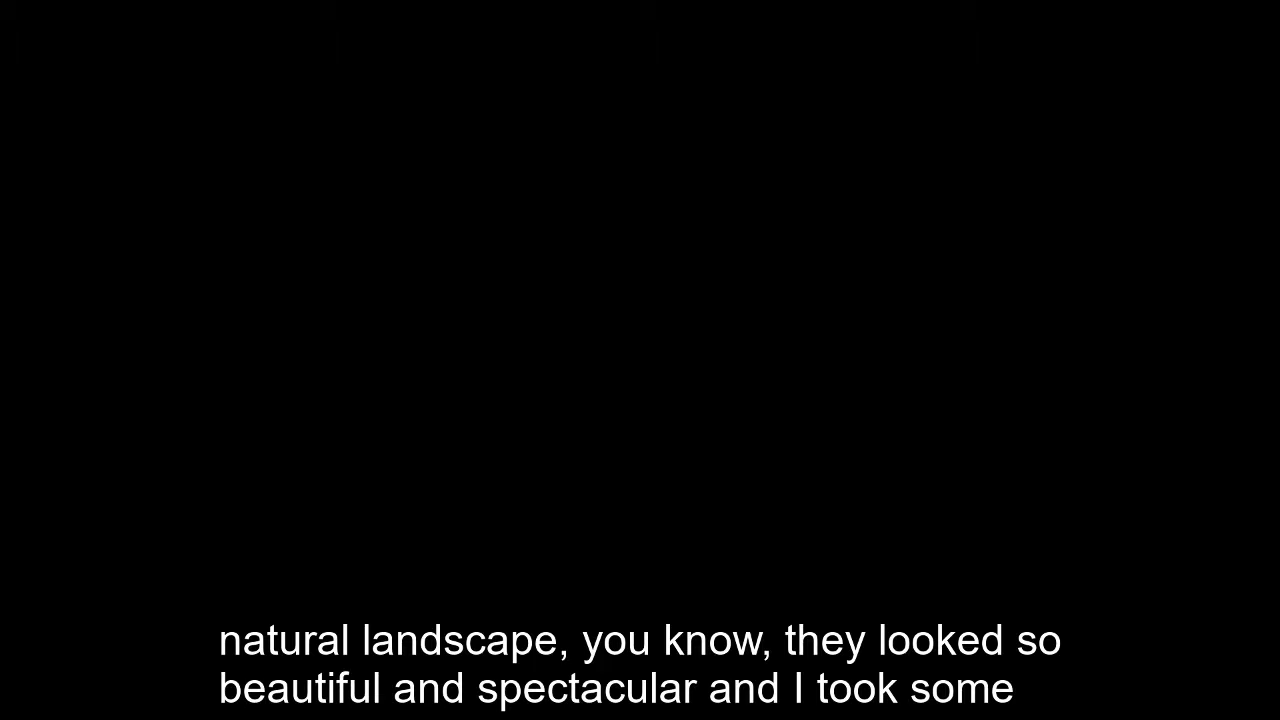 natural landscape, you know, they looked so
beautiful and spectacular and I took some